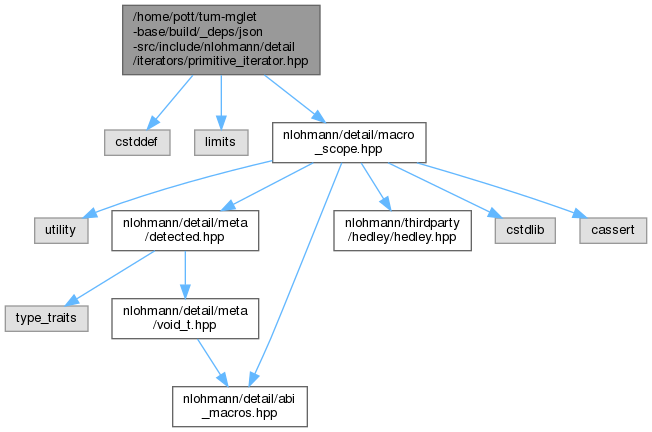 /home/pott/tum-mglet
-base/build/_deps/json
-src/include/nlohmann/detail
/iterators/primitive_iterator.hpp
cstddef
limits
nlohmann/detail/macro
_scope.hpp
utility
nlohmann/detail/meta
/detected.hpp
nlohmann/thirdparty
/hedley/hedley.hpp
cstdlib
cassert
type_traits
nlohmann/detail/meta
/void_t.hpp
nlohmann/detail/abi
_macros.hpp